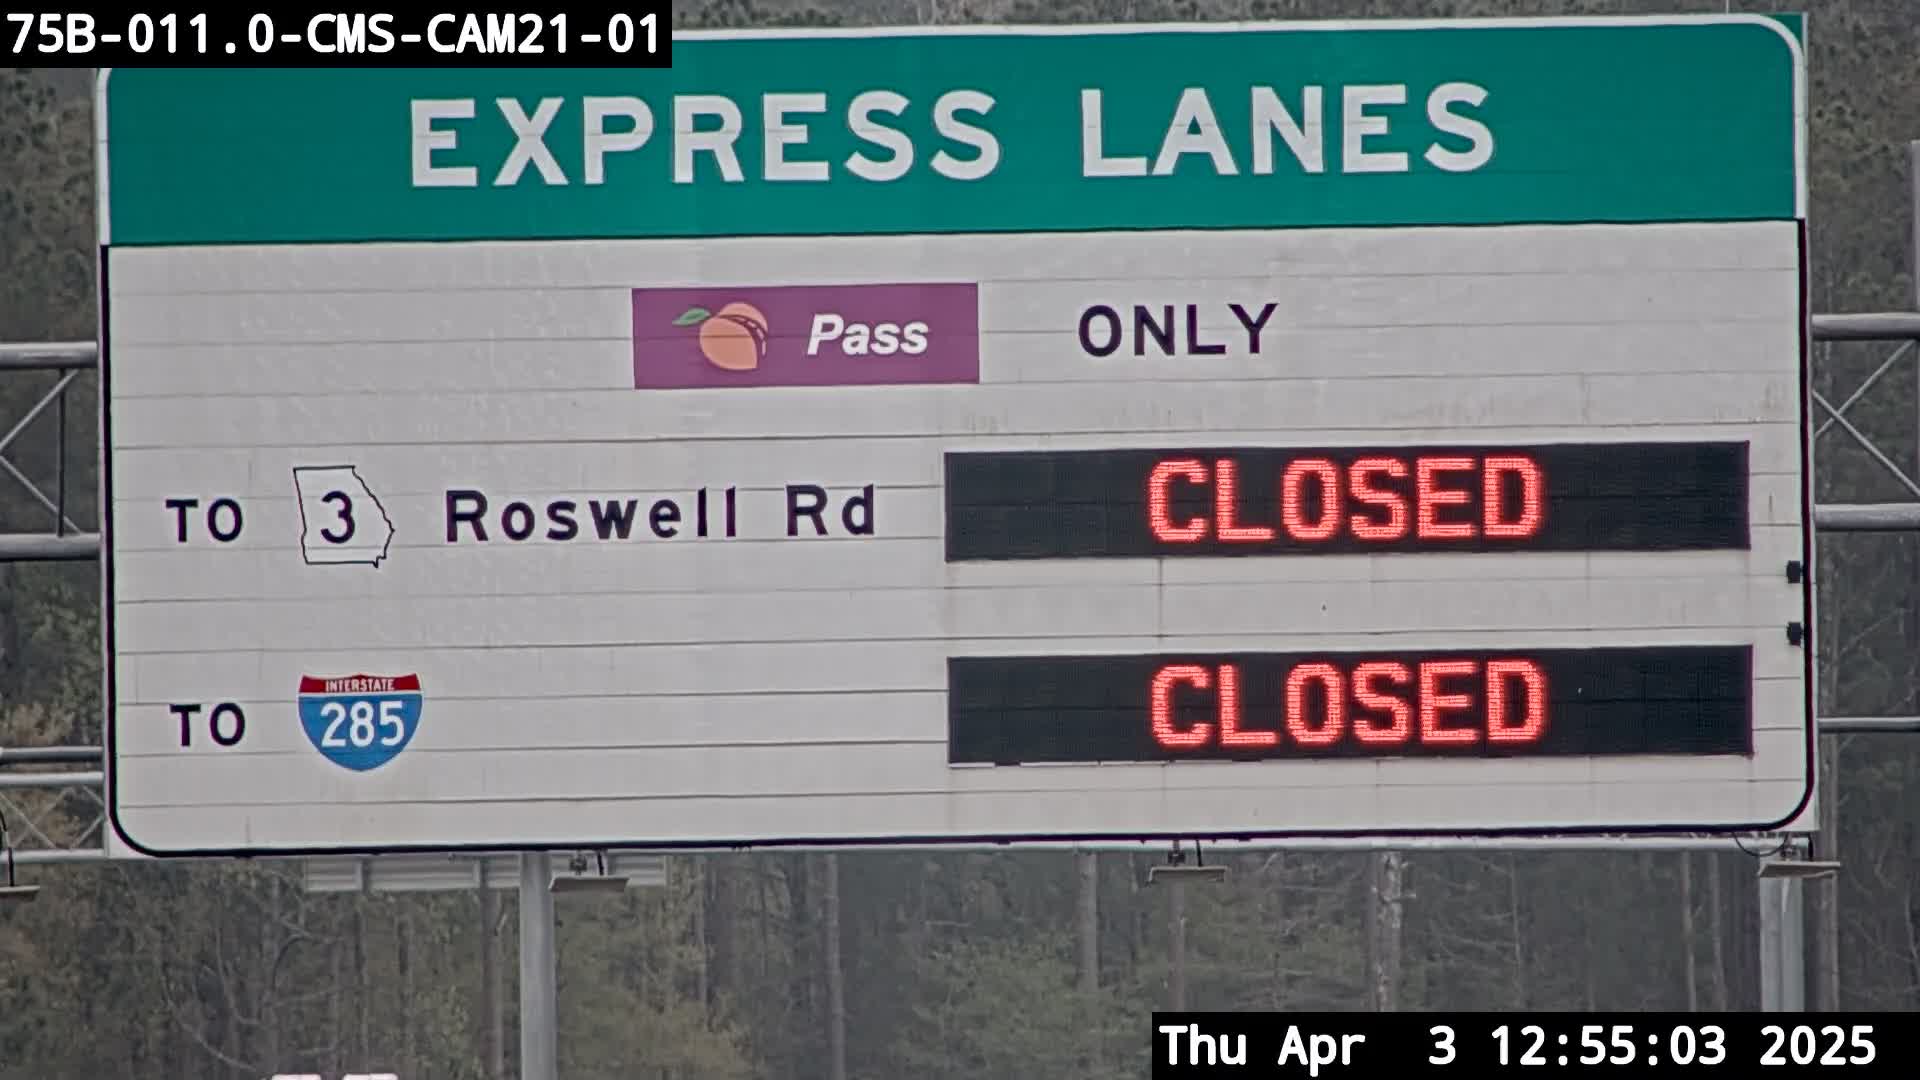 75B-011.0-CMS-CAM21-01
EXPRESS LANES
Pass ONLY
TO 3 Roswell Rd CLOSED
TO INTERSTATE 285 CLOSED
Thu Apr 3 12:55:03 2025